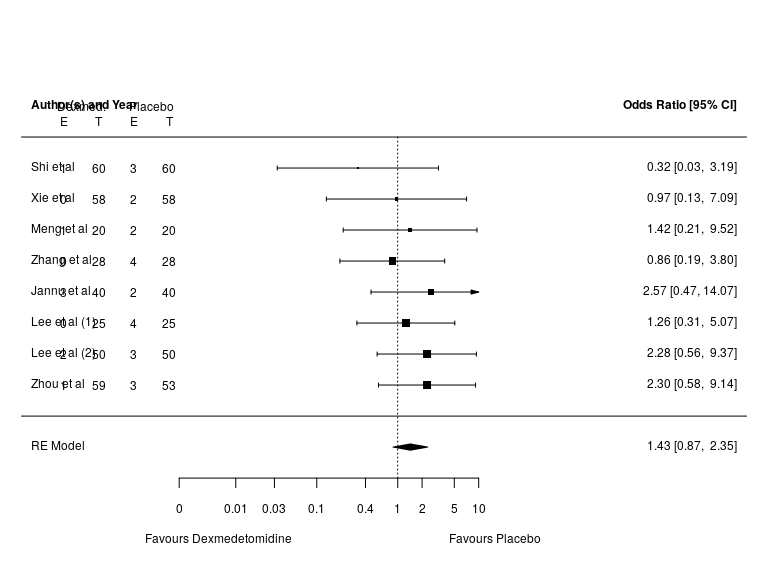 Author(s) and Year Dexmed. Placebo Odds Ratio [95% CI]
E T E T
Shi et al 1 60 3 60 0.32 [0.03, 3.19]
Xie et al 0 58 2 58 0.97 [0.13, 7.09]
Meng et al 1 20 2 20 1.42 [0.21, 9.52]
Zhang et al 28 4 28 0.86 [0.19, 3.80]
Jannu et al 3 40 2 40 2.57 [0.47, 14.07]
Lee et al (1) 0 25 4 25 1.26 [0.31, 5.07]
Lee et al (2) 2 50 3 50 2.28 [0.56, 9.37]
Zhou et al 1 59 3 53 2.30 [0.58, 9.14]
RE Model 1.43 [0.87, 2.35]
0 0.01 0.03 0.1 0.4 1 2 5 10
Favours Dexmedetomidine Favours Placebo